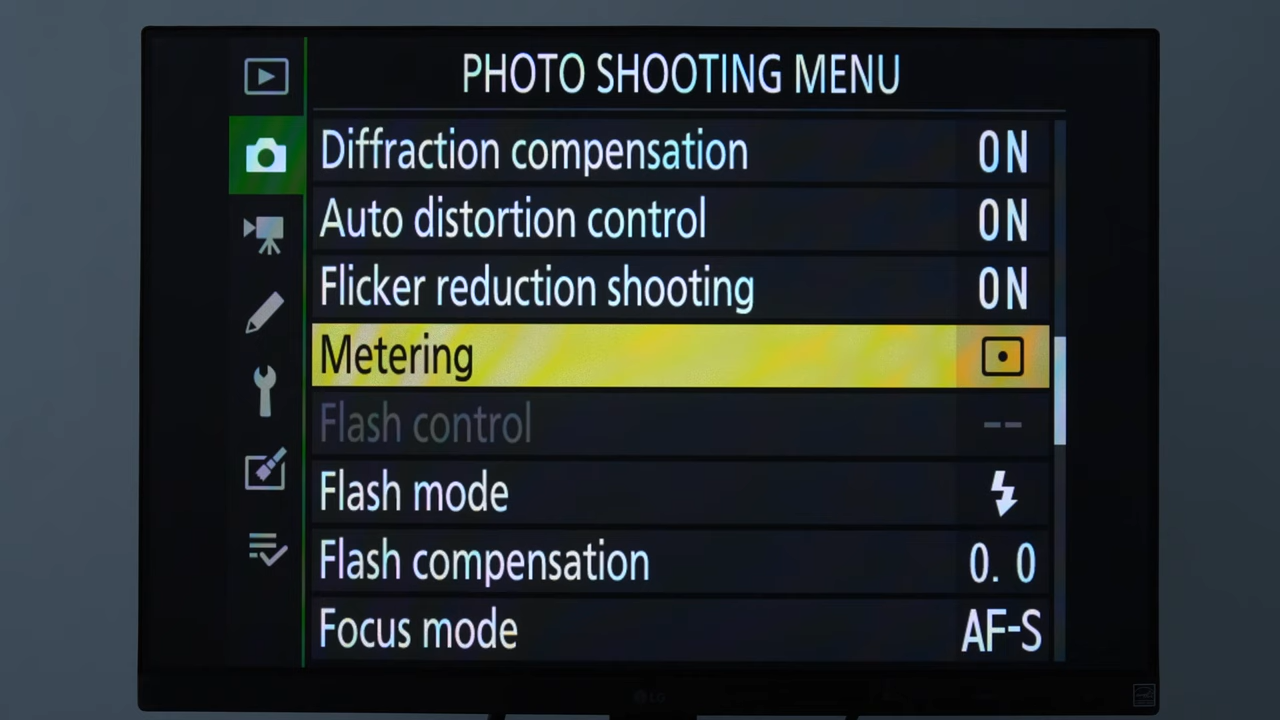 PHOTO SHOOTING MENU
Diffraction compensation ON
Auto distortion control ON
Flicker reduction shooting ON
Metering
Flash control --
Flash mode
Flash compensation 0. 0
Focus mode AF-S
LG